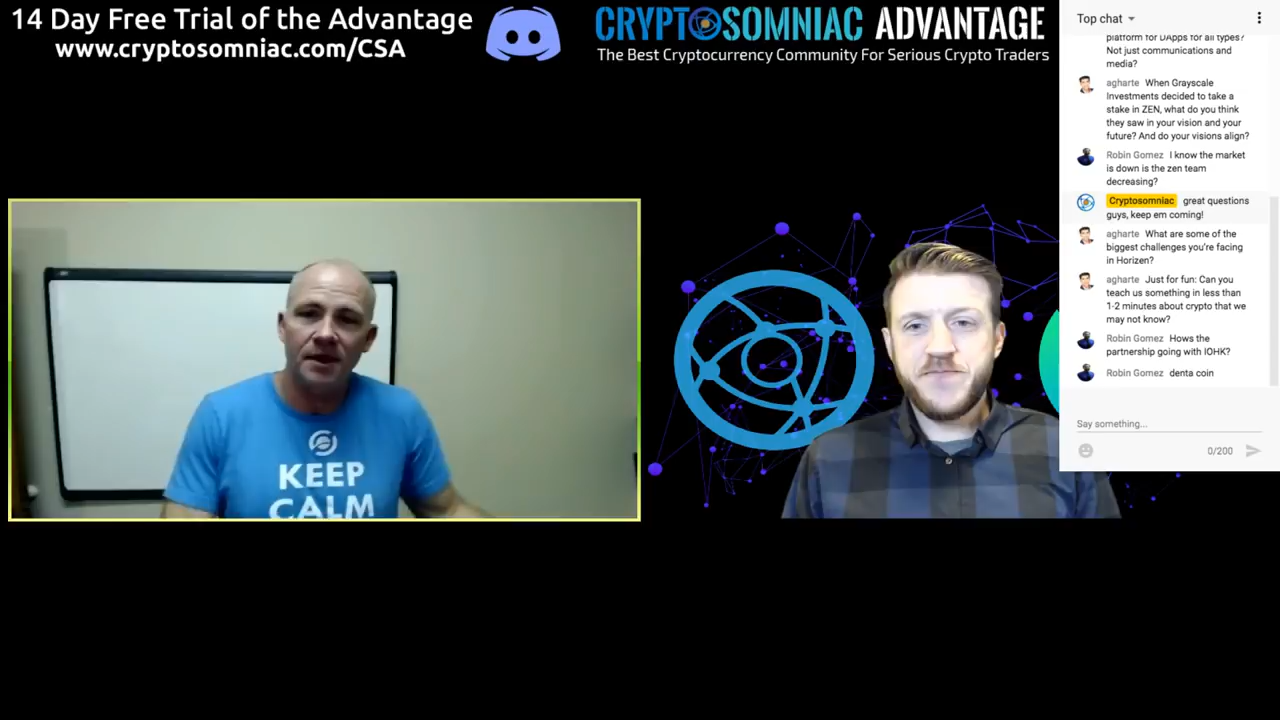 14 Day Free Trial of the Advantage
www.cryptosomniac.com/CSA
CRYPTOSOMNIAC ADVANTAGE
The Best Cryptocurrency Community For Serious Crypto Traders
KEEP
CALM
Top chat
platform for DApps for all types?
Not just communications and
media?
agharte When Grayscale
Investments decided to take a
stake in ZEN, what do you think
they saw in your vision and your
future? And do your visions align?
Robin Gomez I know the market
is down is the zen team
decreasing?
Cryptosomniac great questions
guys, keep em coming!
agharte What are some of the
biggest challenges you're facing
in Horizen?
agharte Just for fun: Can you
teach us something in less than
1-2 minutes about crypto that we
may not know?
Robin Gomez Hows the
partnership going with IOHK?
Robin Gomez denta coin
Say something...
0/200